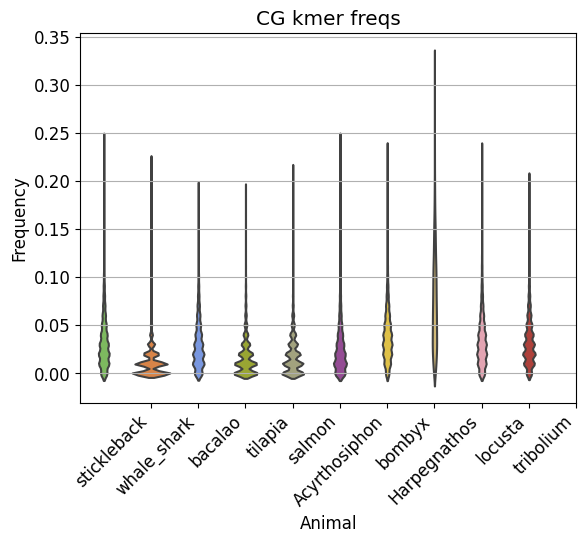 CG kmer freqs
0.35
0.30
0.25
0.20
0.15
0.10
0.05
0.00
Frequency
stickleback
whale_shark
bacalao
tilapia
salmon
Acyrthosiphon
bombyx
Harpegnathos
locusta
tribolium
Animal